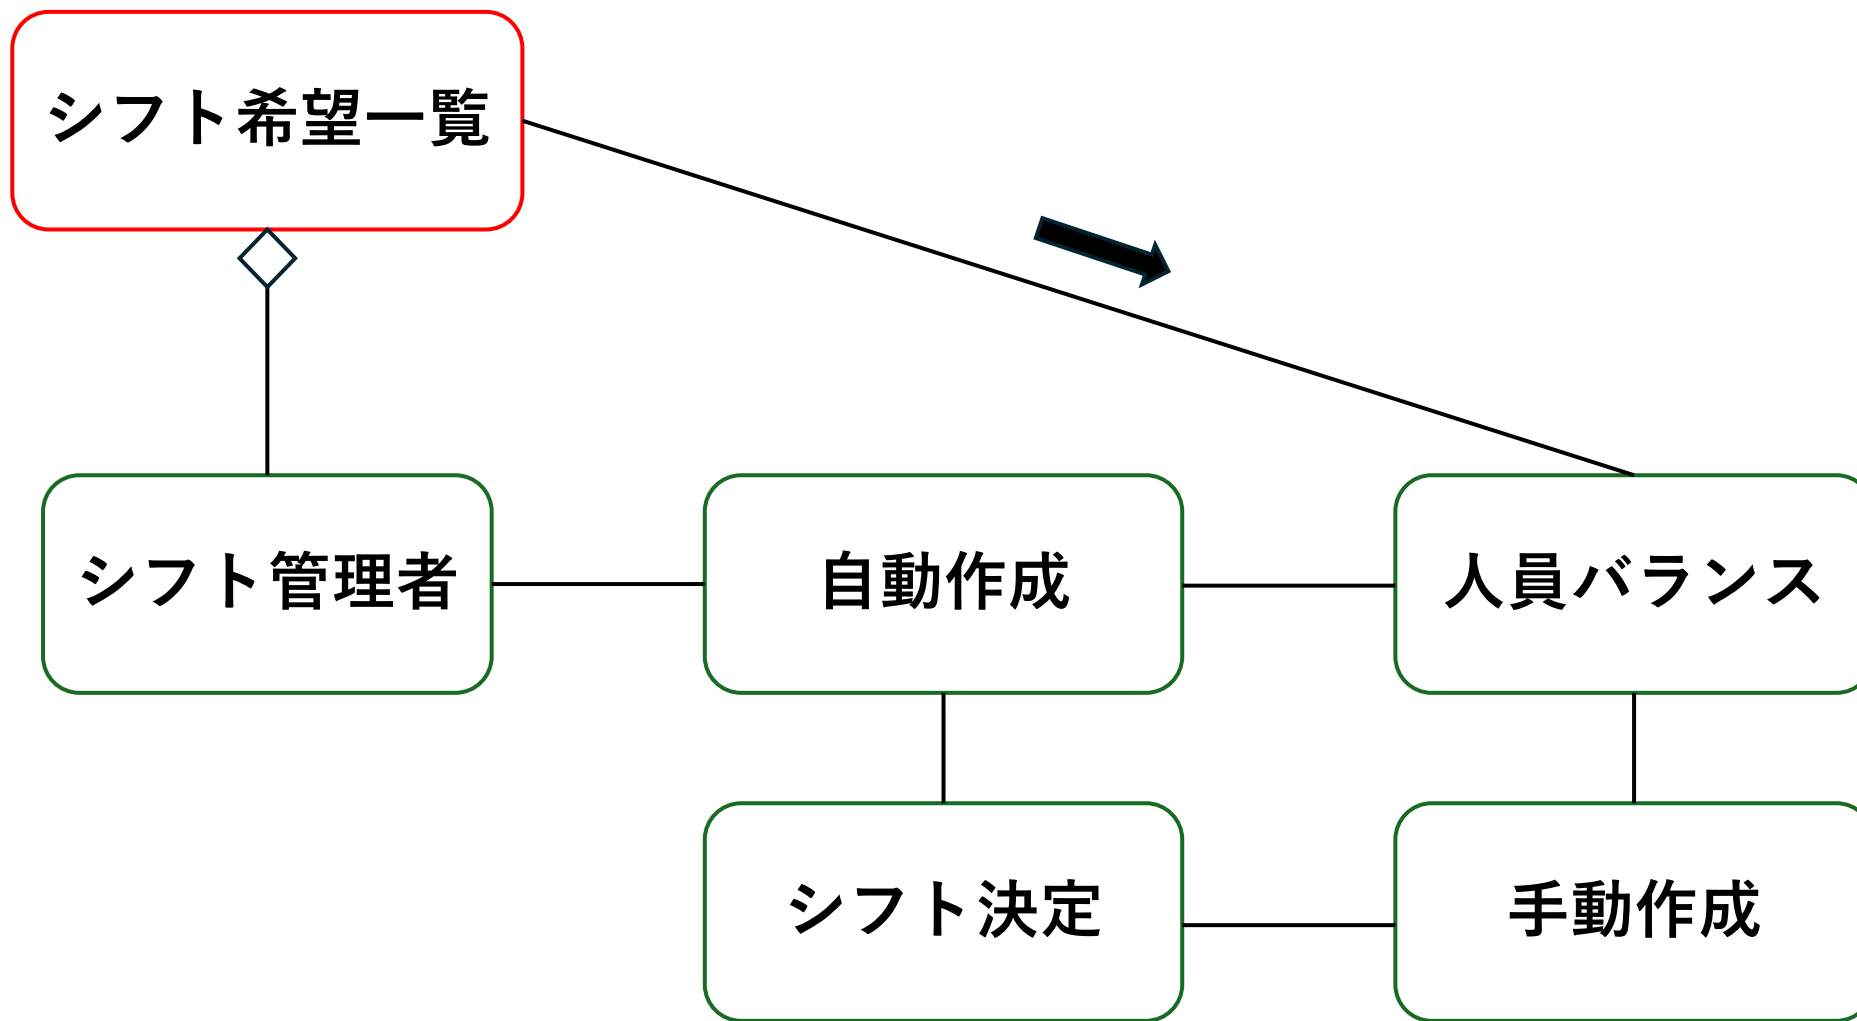 シフト希望一覧
シフト管理者
自動作成
人員バランス
シフト決定
手動作成